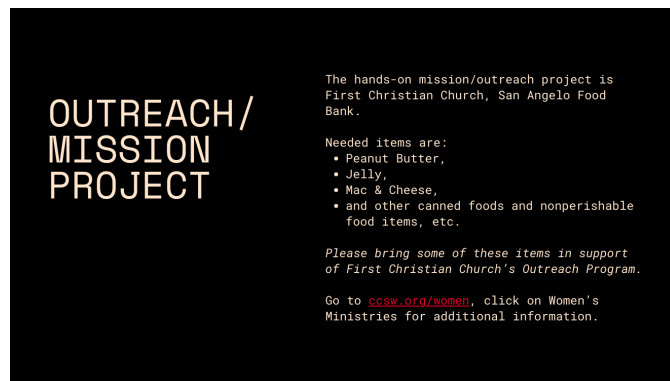 OUTREACH/
MISSION
PROJECT
The hands-on mission/outreach project is
First Christian Church, San Angelo Food
Bank.
Needed items are:
• Peanut Butter,
• Jelly,
• Mac & Cheese,
• and other canned foods and nonperishable
food items, etc.
Please bring some of these items in support
of First Christian Church's Outreach Program.
Go to ccsw.org/women, click on Women's
Ministries for additional information.